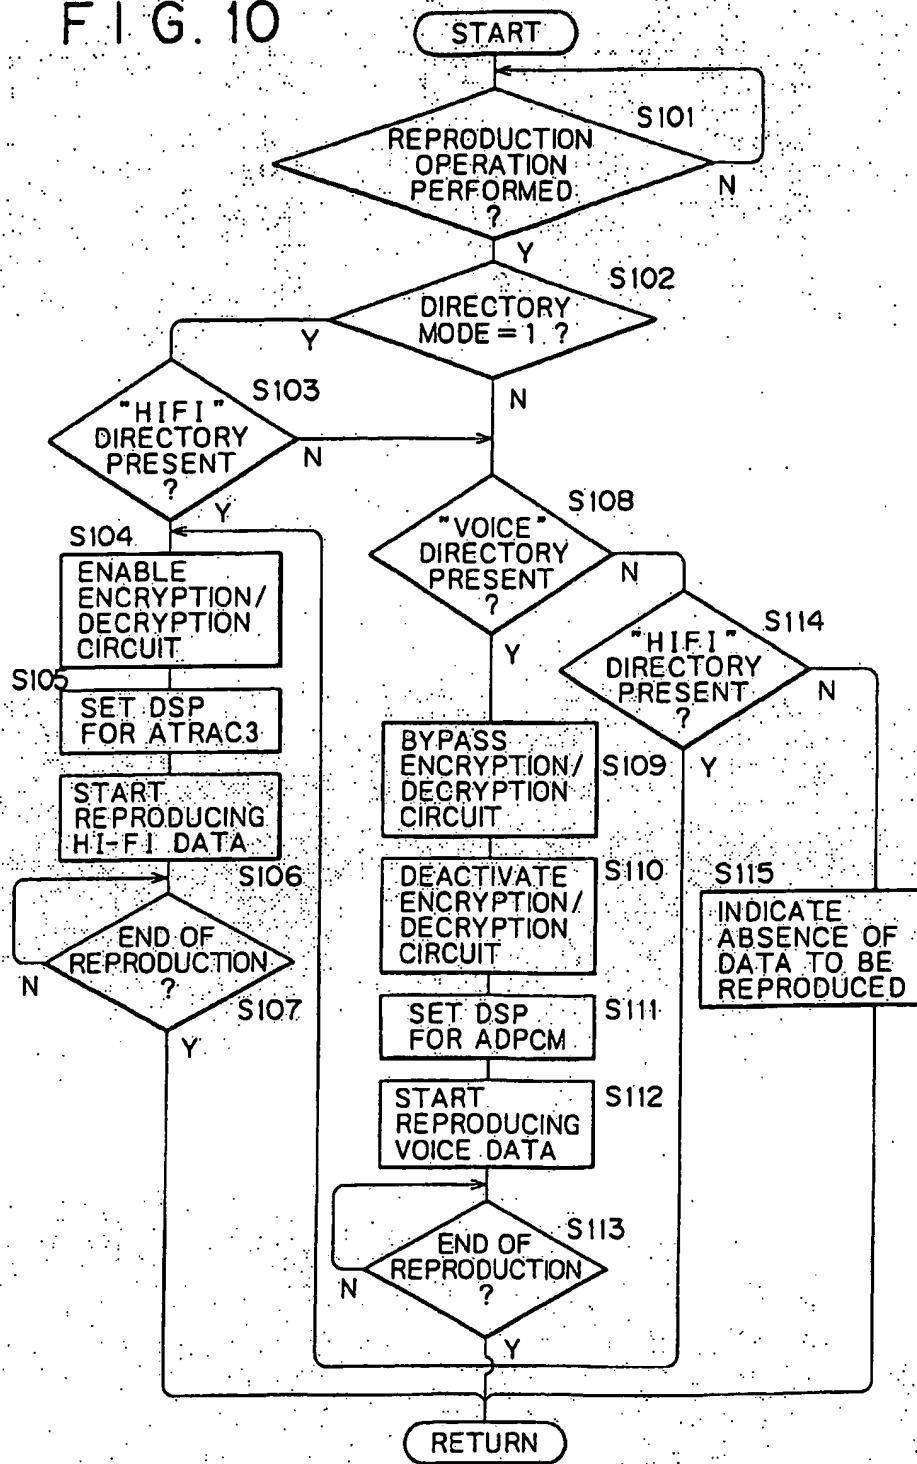 FIG. 10
START
S101
REPRODUCTION
OPERATION
PERFORMED
?
N
Y
S102
DIRECTORY
MODE = 1 ?
Y
N
S103
"HIFI"
DIRECTORY
PRESENT
?
N
Y
S104
ENABLE
ENCRYPTION/
DECRYPTION
CIRCUIT
S105
SET DSP
FOR ATRAC3
START
REPRODUCING
HI-FI DATA
S106
END OF
REPRODUCTION
?
N
S107
Y
S108
"VOICE"
DIRECTORY
PRESENT
?
N
Y
S114
"HIFI"
DIRECTORY
PRESENT
?
N
Y
BYPASS
ENCRYPTION/
DECRYPTION
CIRCUIT
S109
DEACTIVATE
ENCRYPTION/
DECRYPTION
CIRCUIT
S110
SET DSP
FOR ADPCM
S111
START
REPRODUCING
VOICE DATA
S112
S113
END OF
REPRODUCTION
?
N
Y
S115
INDICATE
ABSENCE OF
DATA TO BE
REPRODUCED
RETURN